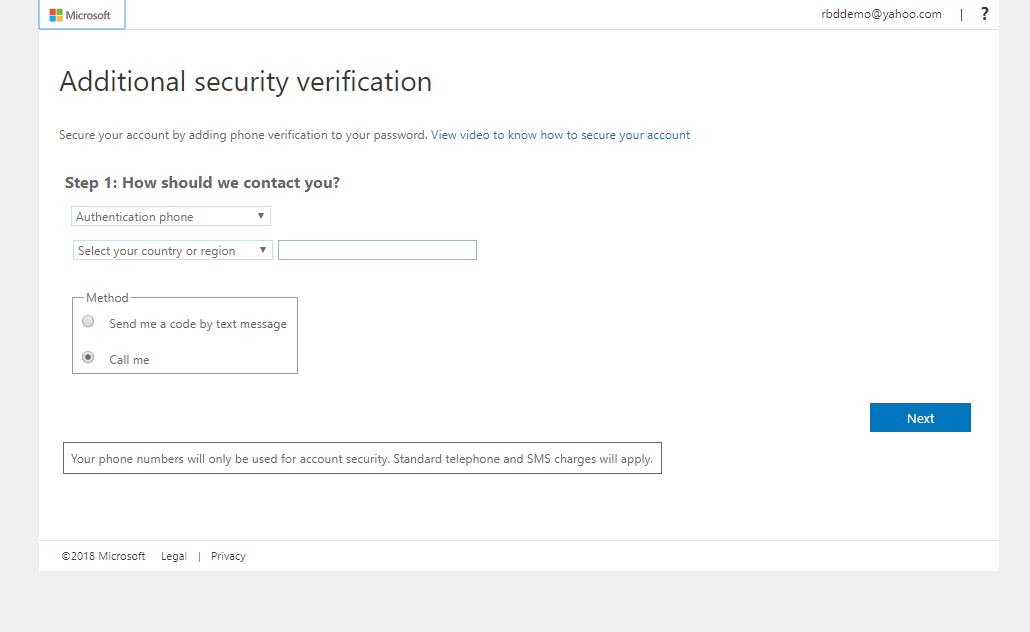 Microsoft
rbddemo@yahoo.com | ?
Additional security verification
Secure your account by adding phone verification to your password. View video to know how to secure your account
Step 1: How should we contact you?
Authentication phone
Select your country or region
Method
Send me a code by text message
Call me
Next
Your phone numbers will only be used for account security. Standard telephone and SMS charges will apply.
©2018 Microsoft Legal | Privacy